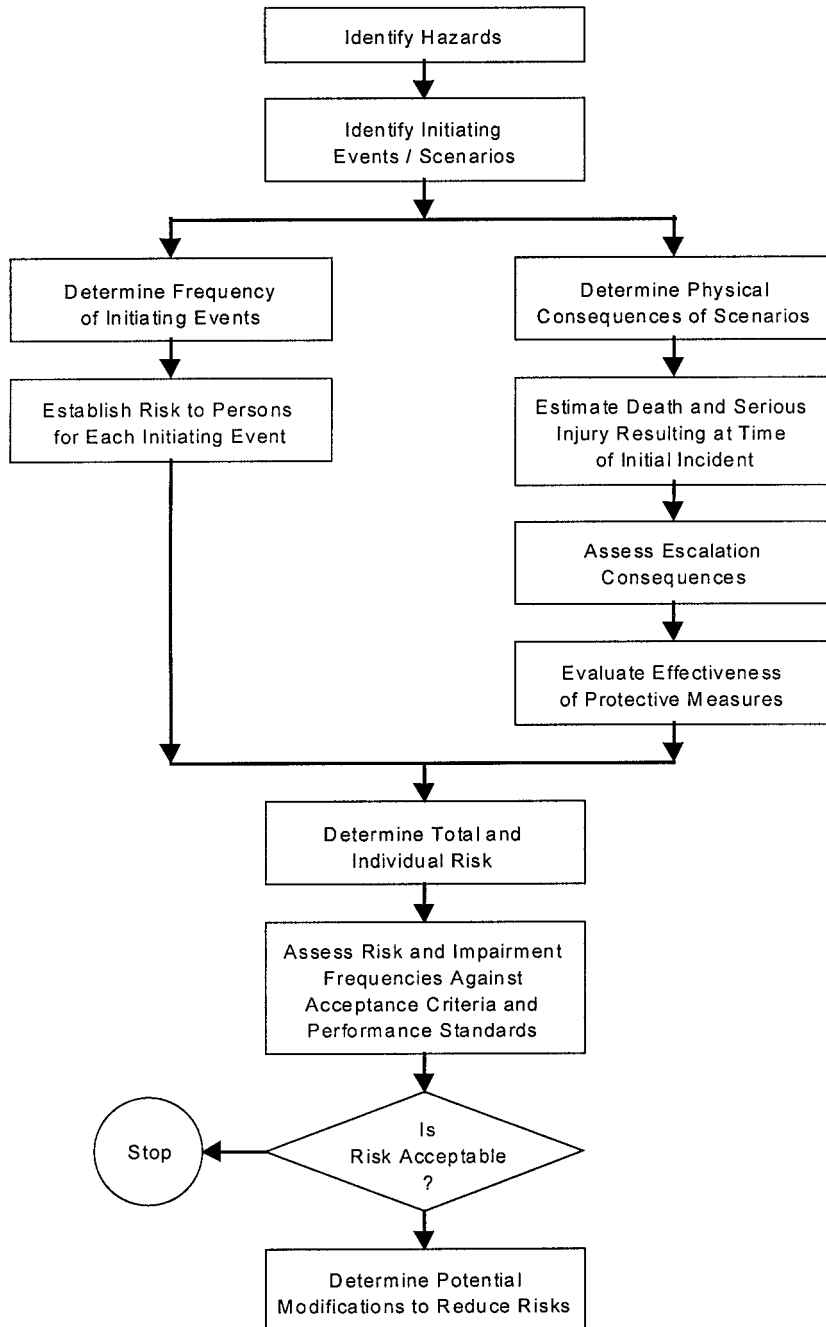 Identify Hazards
Identify Initiating
Events / Scenarios
Determine Frequency
of Initiating Events
Establish Risk to Persons
for Each Initiating Event
Determine Physical
Consequences of Scenarios
Estimate Death and Serious
Injury Resulting at Time
of Initial Incident
Assess Escalation
Consequences
Evaluate Effectiveness
of Protective Measures
Determine Total and
Individual Risk
Assess Risk and Impairment
Frequencies Against
Acceptance Criteria and
Performance Standards
Is
Risk Acceptable
?
Stop
Determine Potential
Modifications to Reduce Risks